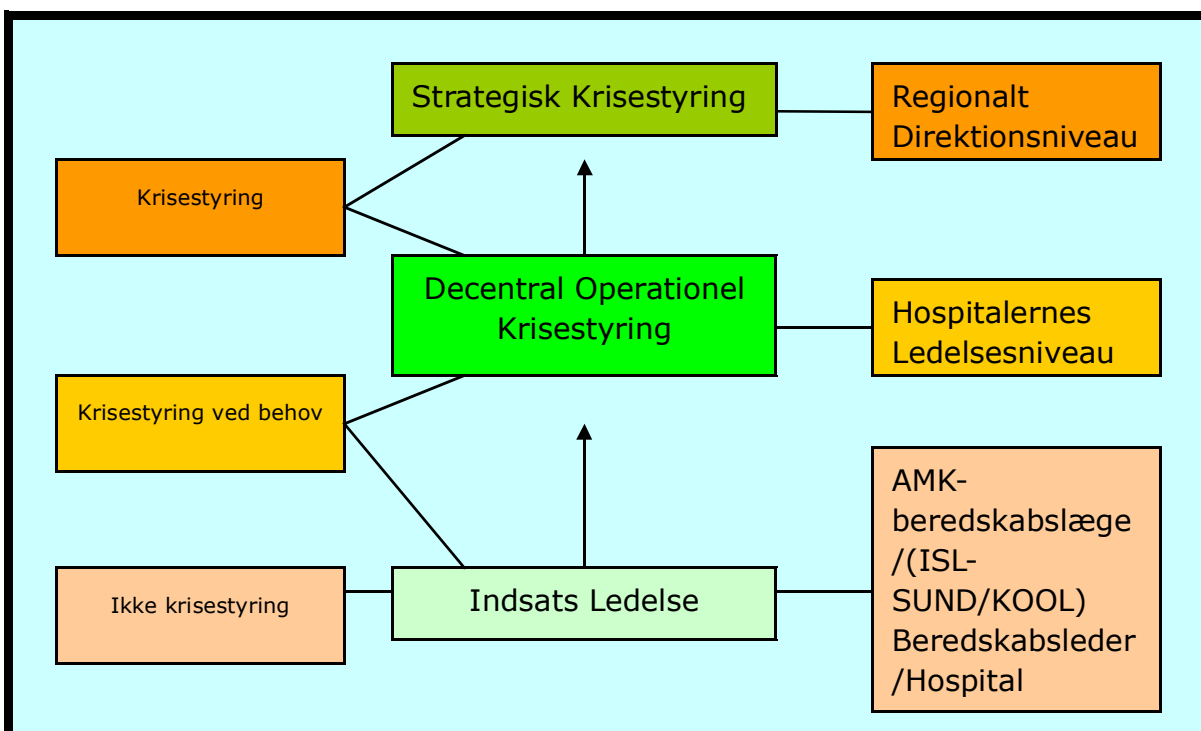 Strategisk Krisestyring
Regionalt
Direktionsniveau
Krisestyring
Decentral Operationel
Krisestyring
Hospitalernes
Ledelsesniveau
Krisestyring ved behov
Ikke krisestyring
Indsats Ledelse
AMK-
beredskabslæge
/(ISL-
SUND/KOOL)
Beredskabsleder
/Hospital